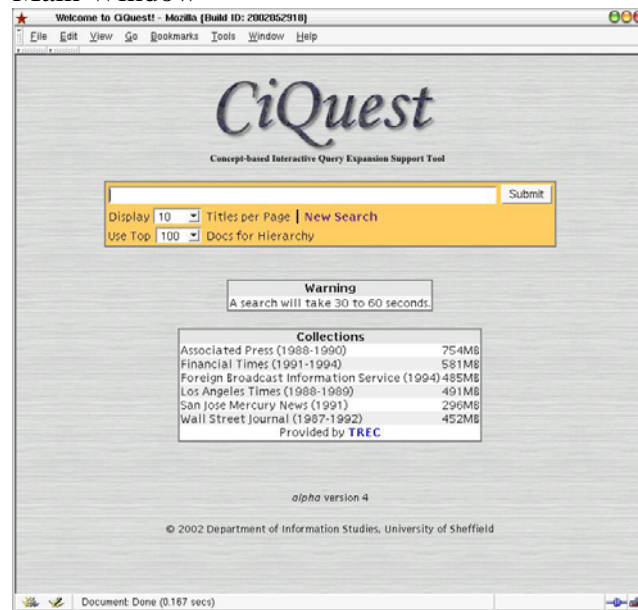 Welcome to CiQuest! - Mozilla {Build ID: 2002052918}
File Edit View Go Bookmarks Tools Window Help
CiQuest
Concept-based Interactive Query Expansion Support Tool
Submit
Display 10 Titles per Page | New Search
Use Top 100 Docs for Hierarchy
Warning
A search will take 30 to 60 seconds.
Collections
Associated Press (1988-1990) 754MB
Financial Times (1991-1994) 581MB
Foreign Broadcast Information Service (1994) 485MB
Los Angeles Times (1988-1989) 491MB
San Jose Mercury News (1991) 296MB
Wall Street Journal (1987-1992) 452MB
Provided by TREC
alpha version 4
© 2002 Department of Information Studies, University of Sheffield
Document: Done (0.167 secs)